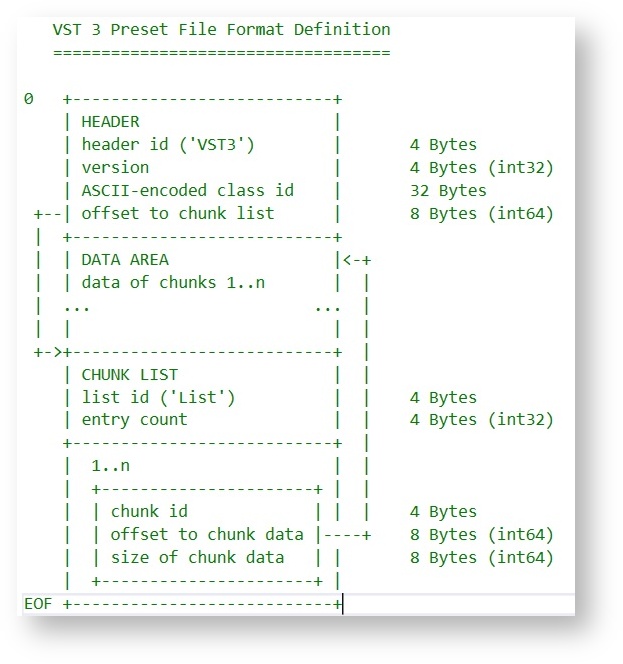 VST 3 Preset File Format Definition
===================================
0   +---------------------------+
    | HEADER                    |
    | header id ('VST3')        |       4 Bytes
    | version                   |       4 Bytes (int32)
    | ASCII-encoded class id    |       32 Bytes
 +--| offset to chunk list      |       8 Bytes (int64)
 |  +---------------------------+
 |  | DATA AREA                 |<-+
 |  | data of chunks 1..n       |  |
 |  ...                       ...  |
 |  |                           |  |
 +->+---------------------------+  |
    | CHUNK LIST                |  |
    | list id ('List')          |  |    4 Bytes
    | entry count               |  |    4 Bytes (int32)
    +---------------------------+  |
    |  1..n                     |  |
    |  +----------------------+ |  |
    |  | chunk id             | |  |    4 Bytes
    |  | offset to chunk data |----+    8 Bytes (int64)
    |  | size of chunk data   | |       8 Bytes (int64)
    |  +----------------------+ |
EOF +---------------------------+